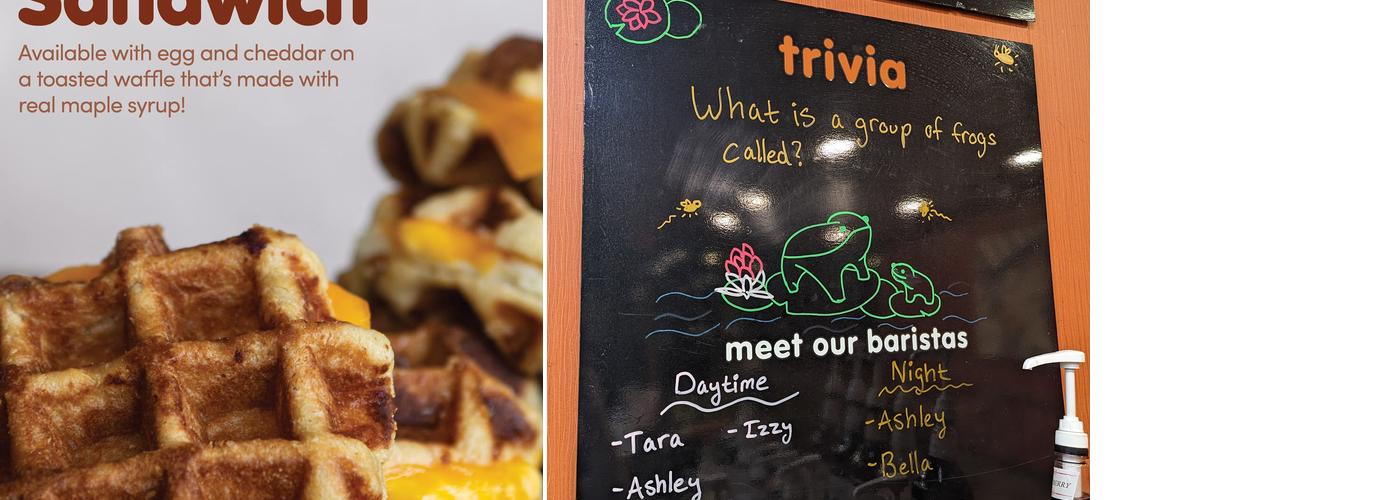 Sandwich
Available with egg and cheddar on
a toasted waffle that's made with
real maple syrup!
trivia
What is a group of frogs
called?
meet our baristas
Daytime
-Tara -Izzy
-Ashley
Night
-Ashley
-Bella